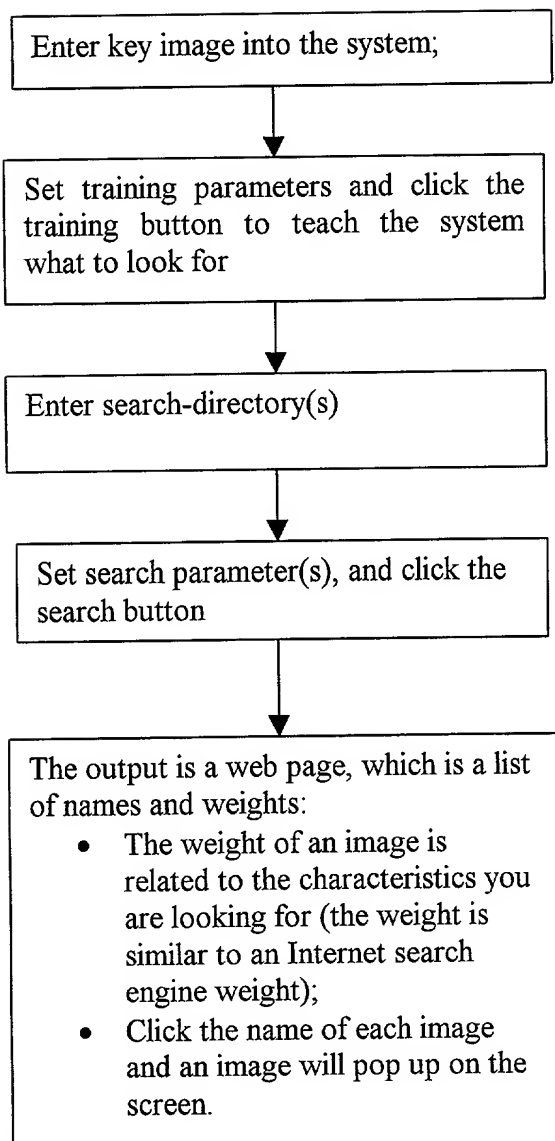 Enter key image into the system;
Set training parameters and click the
training button to teach the system
what to look for
Enter search-directory(s)
Set search parameter(s), and click the
search button
The output is a web page, which is a list
of names and weights:
• The weight of an image is
related to the characteristics you
are looking for (the weight is
similar to an Internet search
engine weight);
• Click the name of each image
and an image will pop up on the
screen.